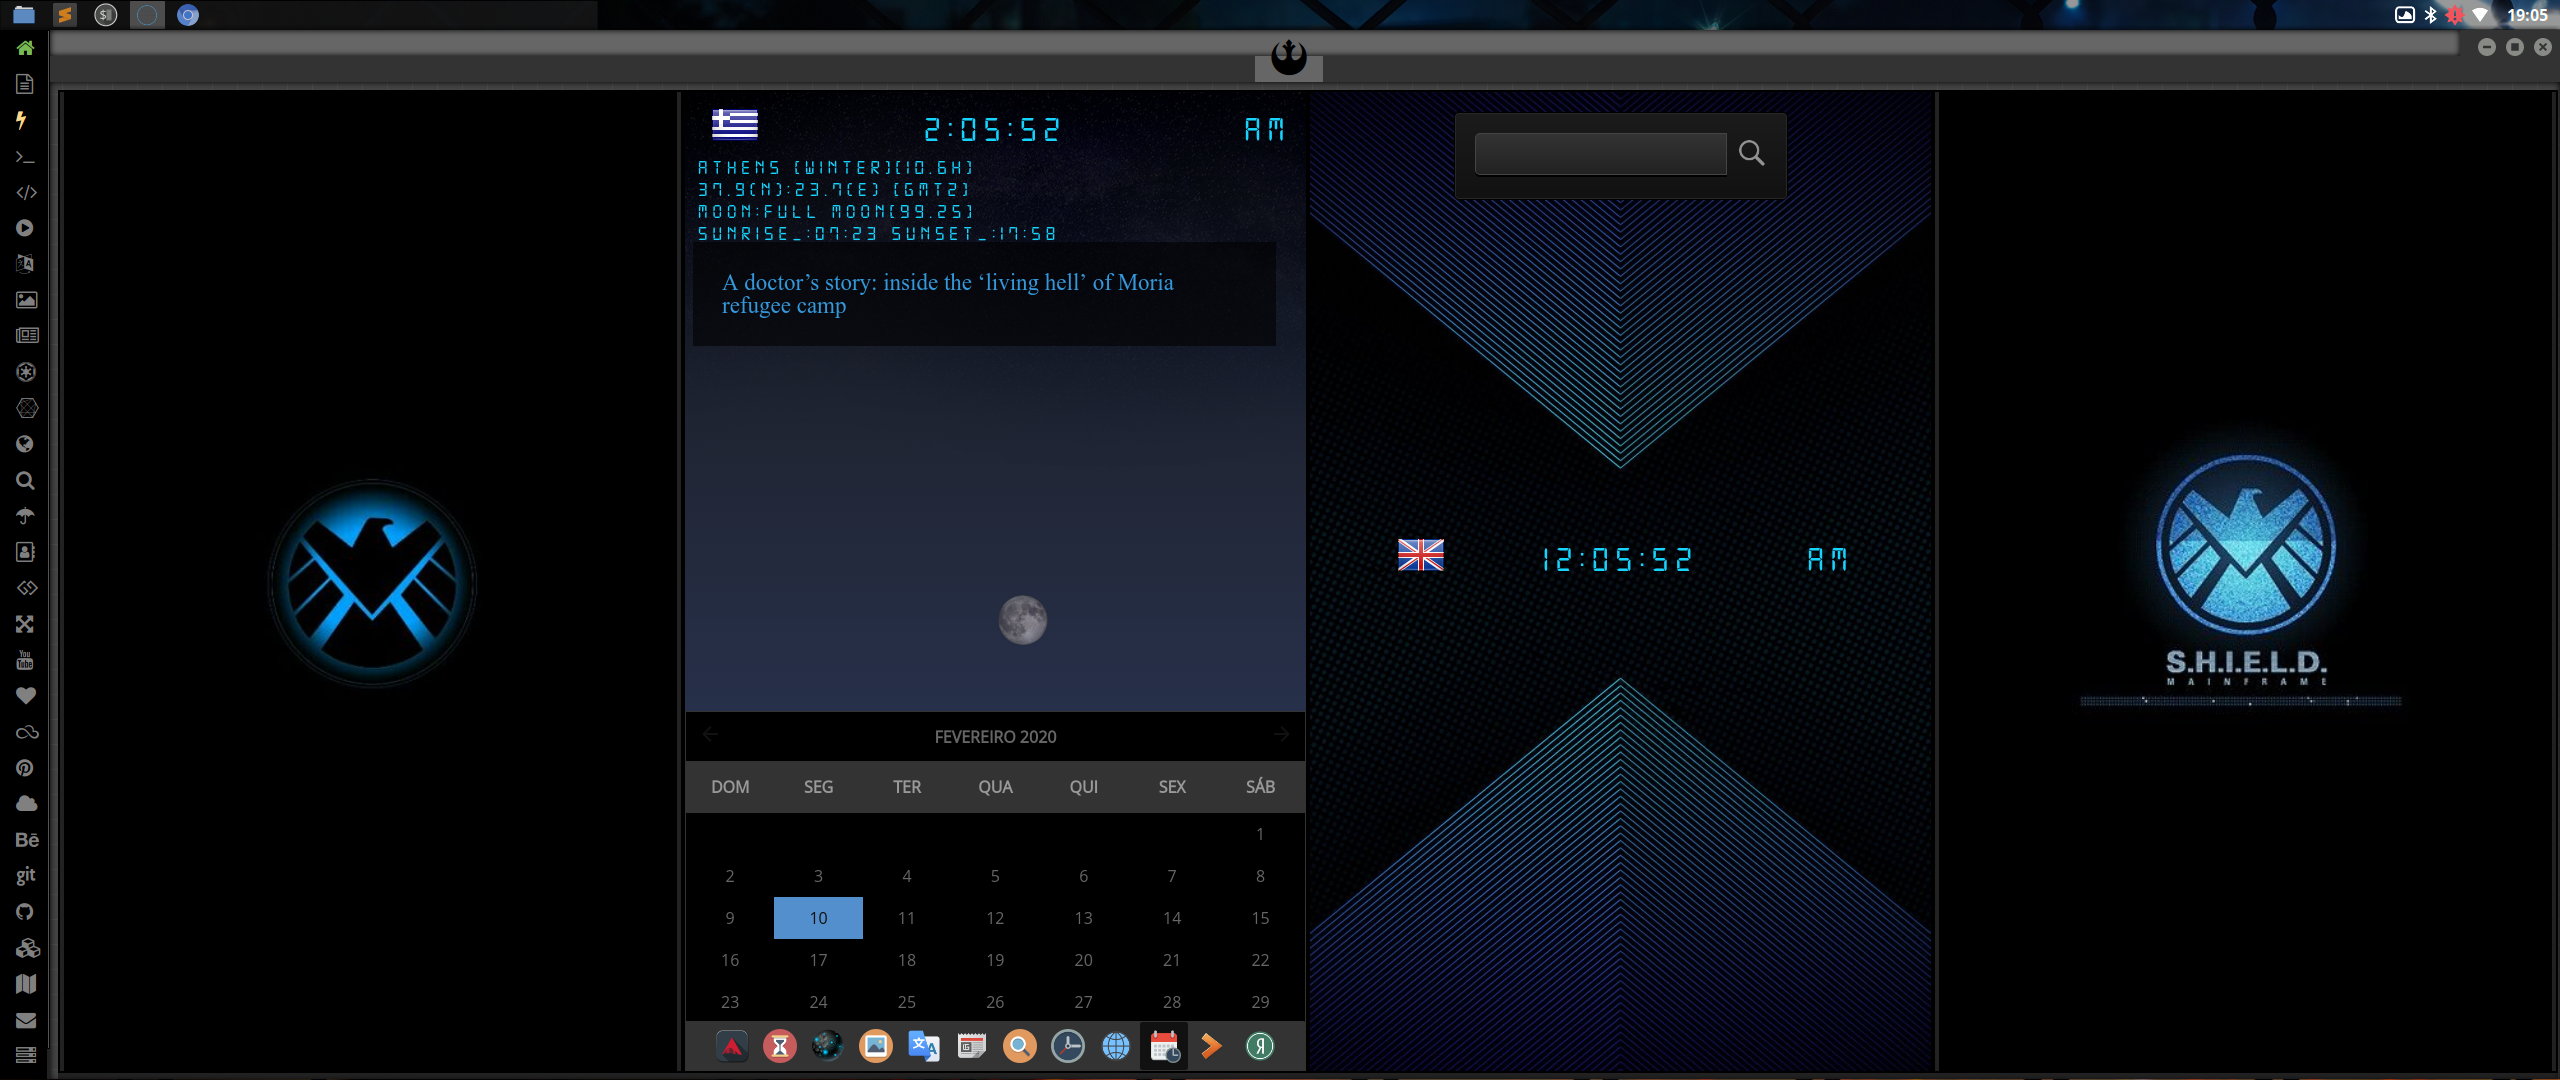 19:05
2:05:52 AM
ATHENS (WINTER)(10.6H)
37.9(N):23.7(E) (GMT2)
MOON:FULL MOON(99.25)
SUNRISE_:07:23 SUNSET_:17:58
A doctor’s story: inside the ‘living hell’ of Moria
refugee camp
12:05:52 AM
S.H.I.E.L.D.
MAINFRAME
FEVEREIRO 2020
DOM SEG TER QUA QUI SEX SÁB
1
2 3 4 5 6 7 8
9 10 11 12 13 14 15
16 17 18 19 20 21 22
23 24 25 26 27 28 29
You
Tube
Bē
git
文A
Я